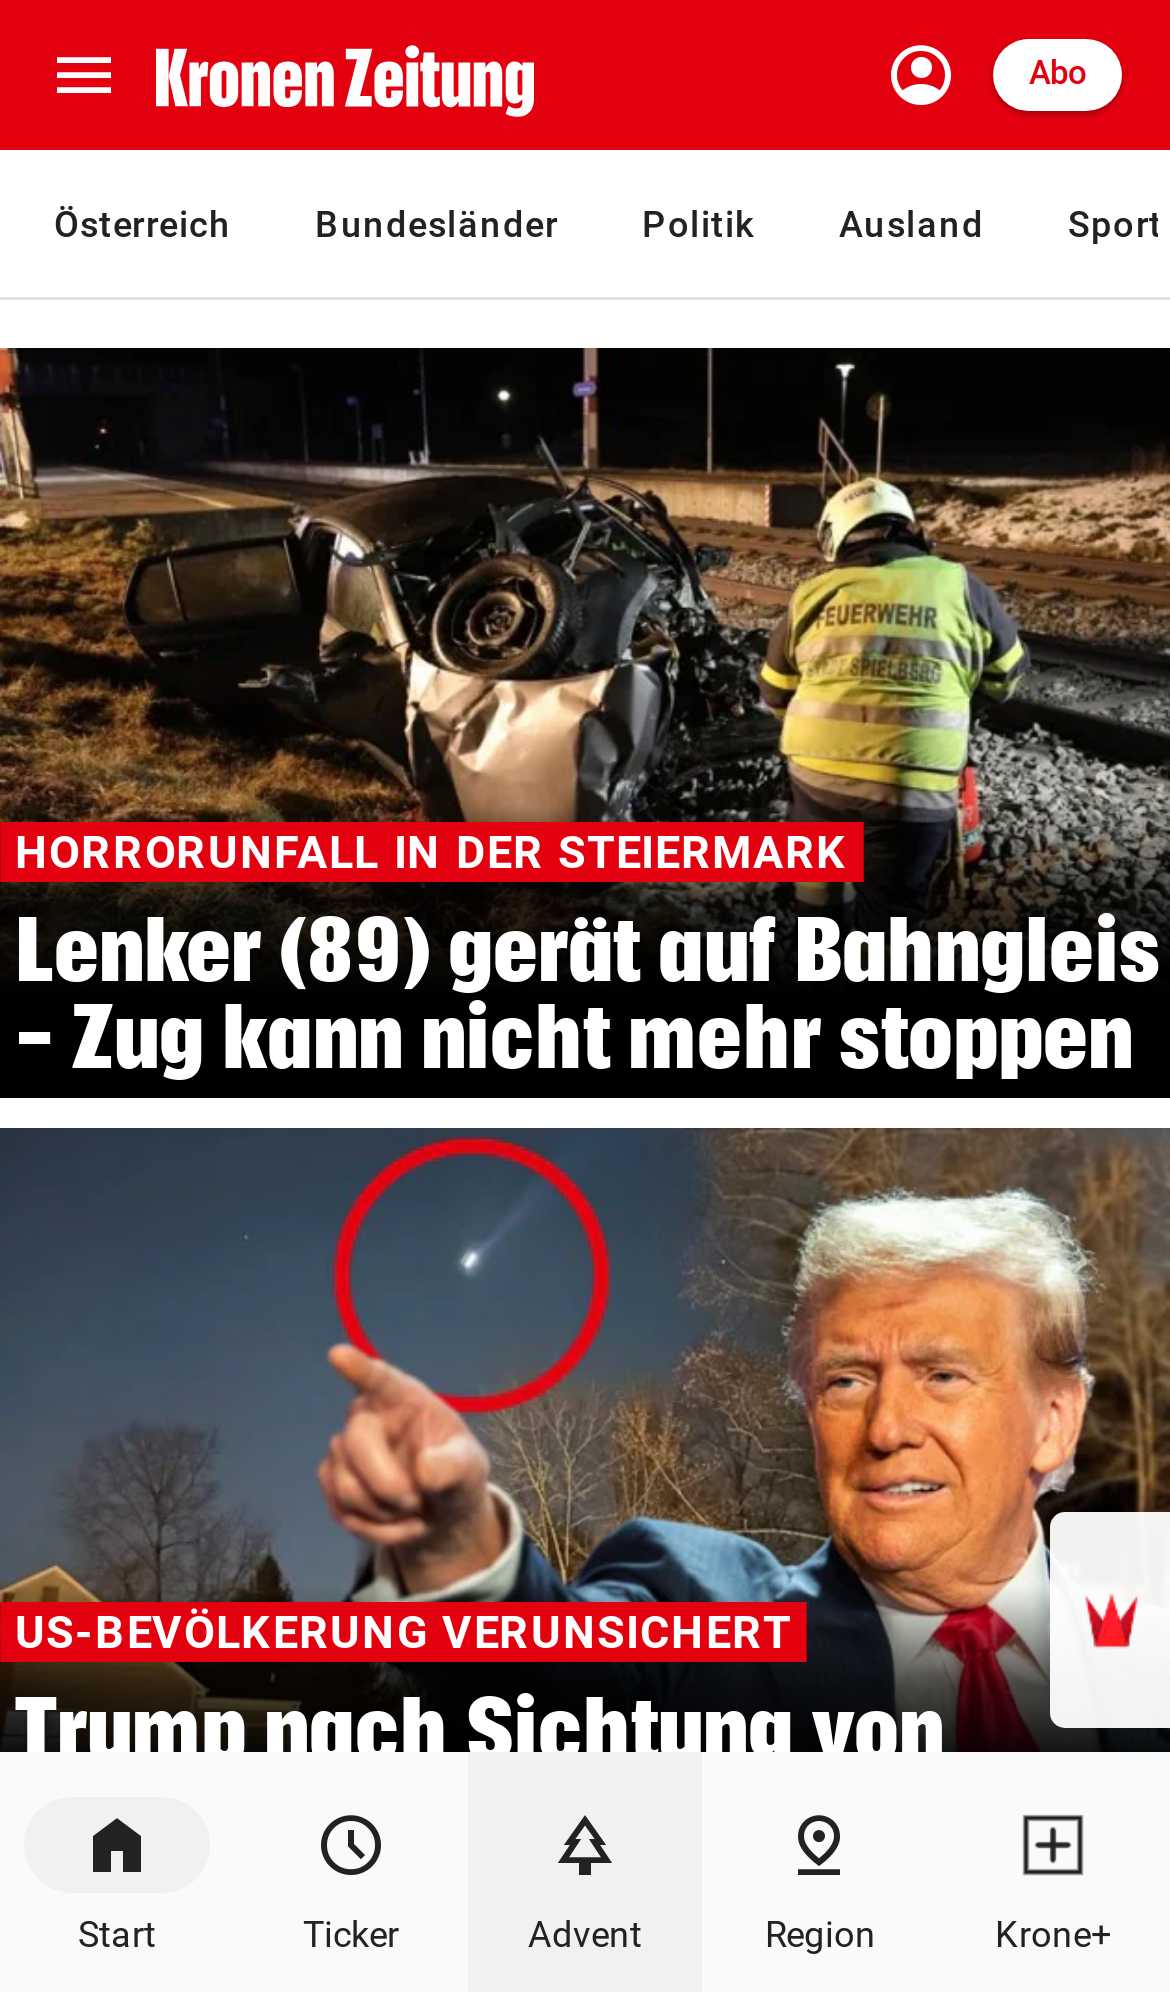 Kronen Zeitung
Abo
Österreich Bundesländer Politik Ausland Sport
FEUERWEHR
SPIELBERG
HORRORUNFALL IN DER STEIERMARK
Lenker (89) gerät auf Bahngleis
– Zug kann nicht mehr stoppen
US-BEVÖLKERUNG VERUNSICHERT
Trump nach Sichtung von
Start Ticker Advent Region Krone+